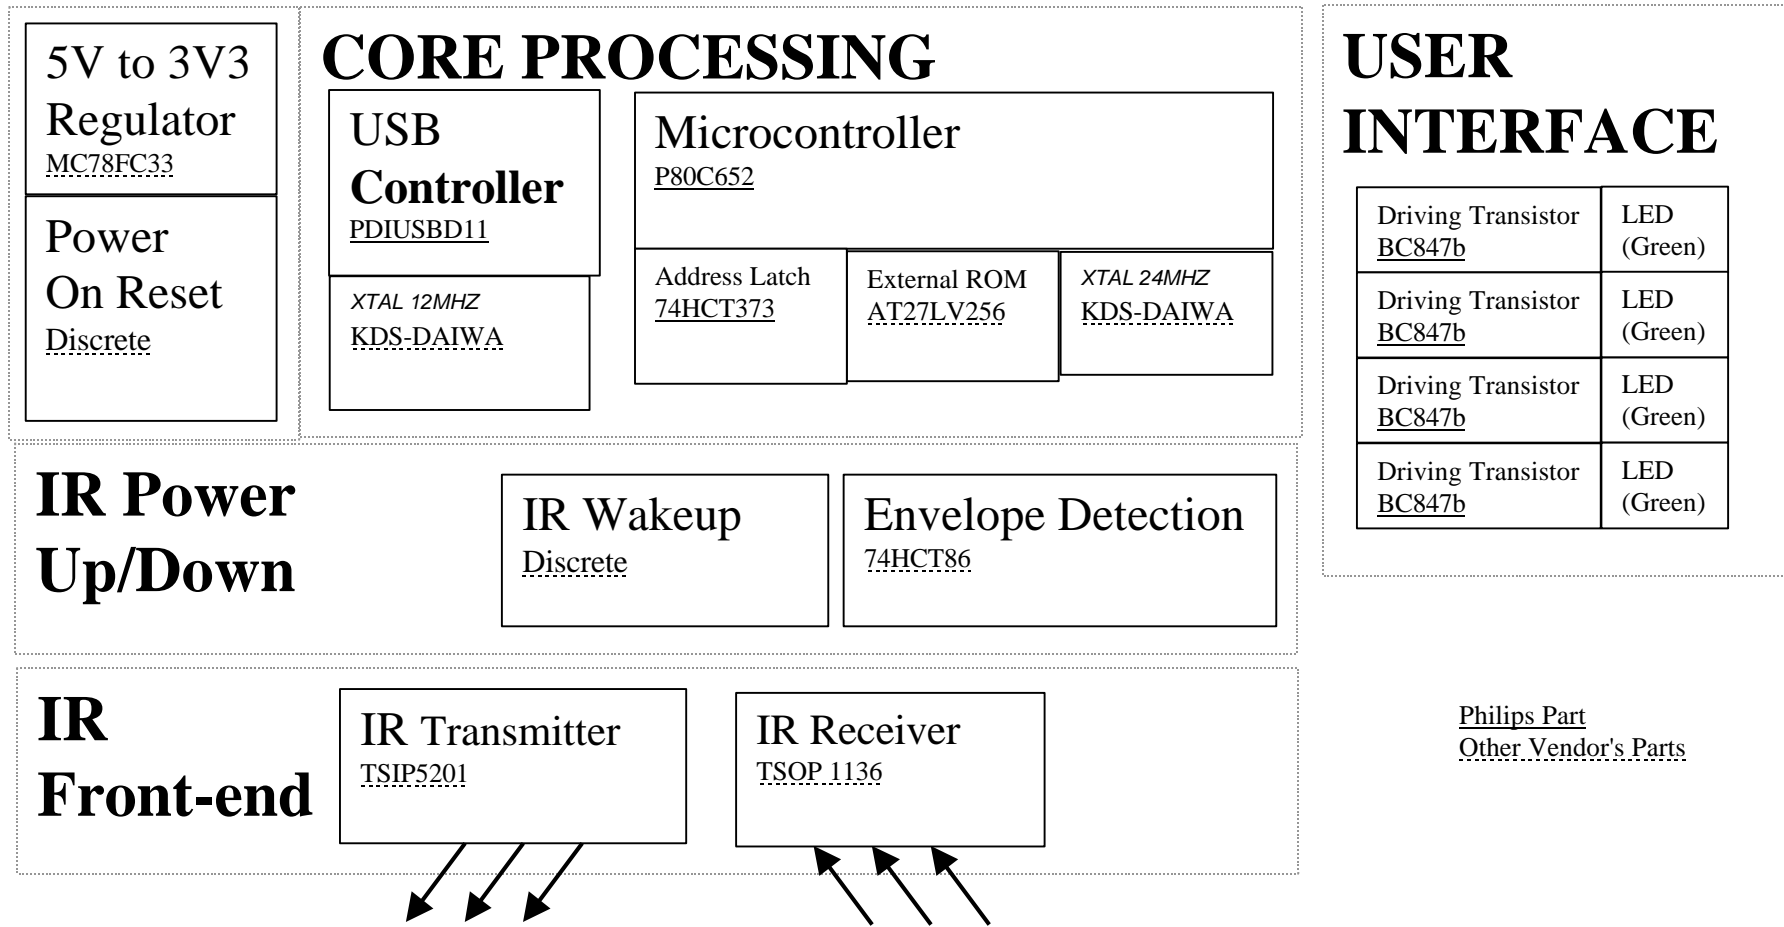 5V to 3V3
Regulator
MC78FC33
Power
On Reset
Discrete
CORE PROCESSING
USB
Controller
PDIUSBD11
XTAL 12MHZ
KDS-DAIWA
Microcontroller
P80C652
Address Latch
74HCT373
External ROM
AT27LV256
XTAL 24MHZ
KDS-DAIWA
USER
INTERFACE
Driving Transistor
BC847b
LED
(Green)
Driving Transistor
BC847b
LED
(Green)
Driving Transistor
BC847b
LED
(Green)
Driving Transistor
BC847b
LED
(Green)
IR Power
Up/Down
IR Wakeup
Discrete
Envelope Detection
74HCT86
IR
Front-end
IR Transmitter
TSIP5201
IR Receiver
TSOP 1136
Philips Part
Other Vendor's Parts